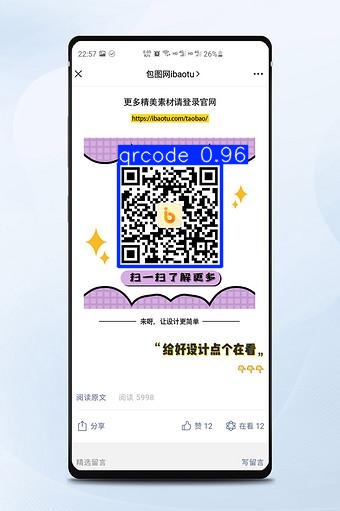 22:57 26%
包图网ibaotu
更多精美素材请登录官网
https://ibaotu.com/taobao/
qrcode 0.96
扫一扫了解更多
来呀，让设计更简单
“给好设计点个在看„
阅读原文 阅读 5998
分享 赞 12 在看 12
精选留言 写留言